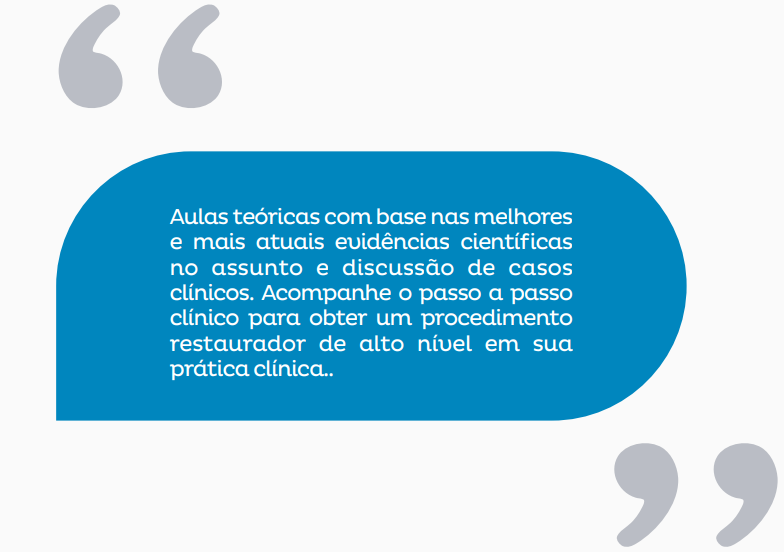 Aulas teóricas com base nas melhores
e mais atuais evidências científicas
no assunto e discussão de casos
clínicos. Acompanhe o passo a passo
clínico para obter um procedimento
restaurador de alto nível em sua
prática clínica..